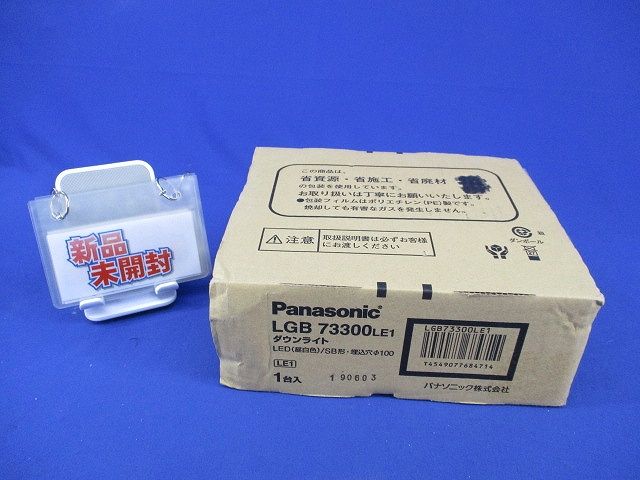 新品
未開封
この商品は、
省資源・省施工・省廃材
の包装を使用しています。
お取り扱いは丁寧にお願いいたします。
●包装フィルムはポリエチレン(PE)製です。
焼却しても有害なガスを発生しません。
注意
取扱説明書は必ずお客様
にお渡しください
ダンボール
Panasonic
LGB 73300LE1
ダウンライト
LED(昼白色)/SB形・埋込穴Φ100
LE1
1台入
190603
LGB73300LE1
T4549077684714
パナソニック株式会社